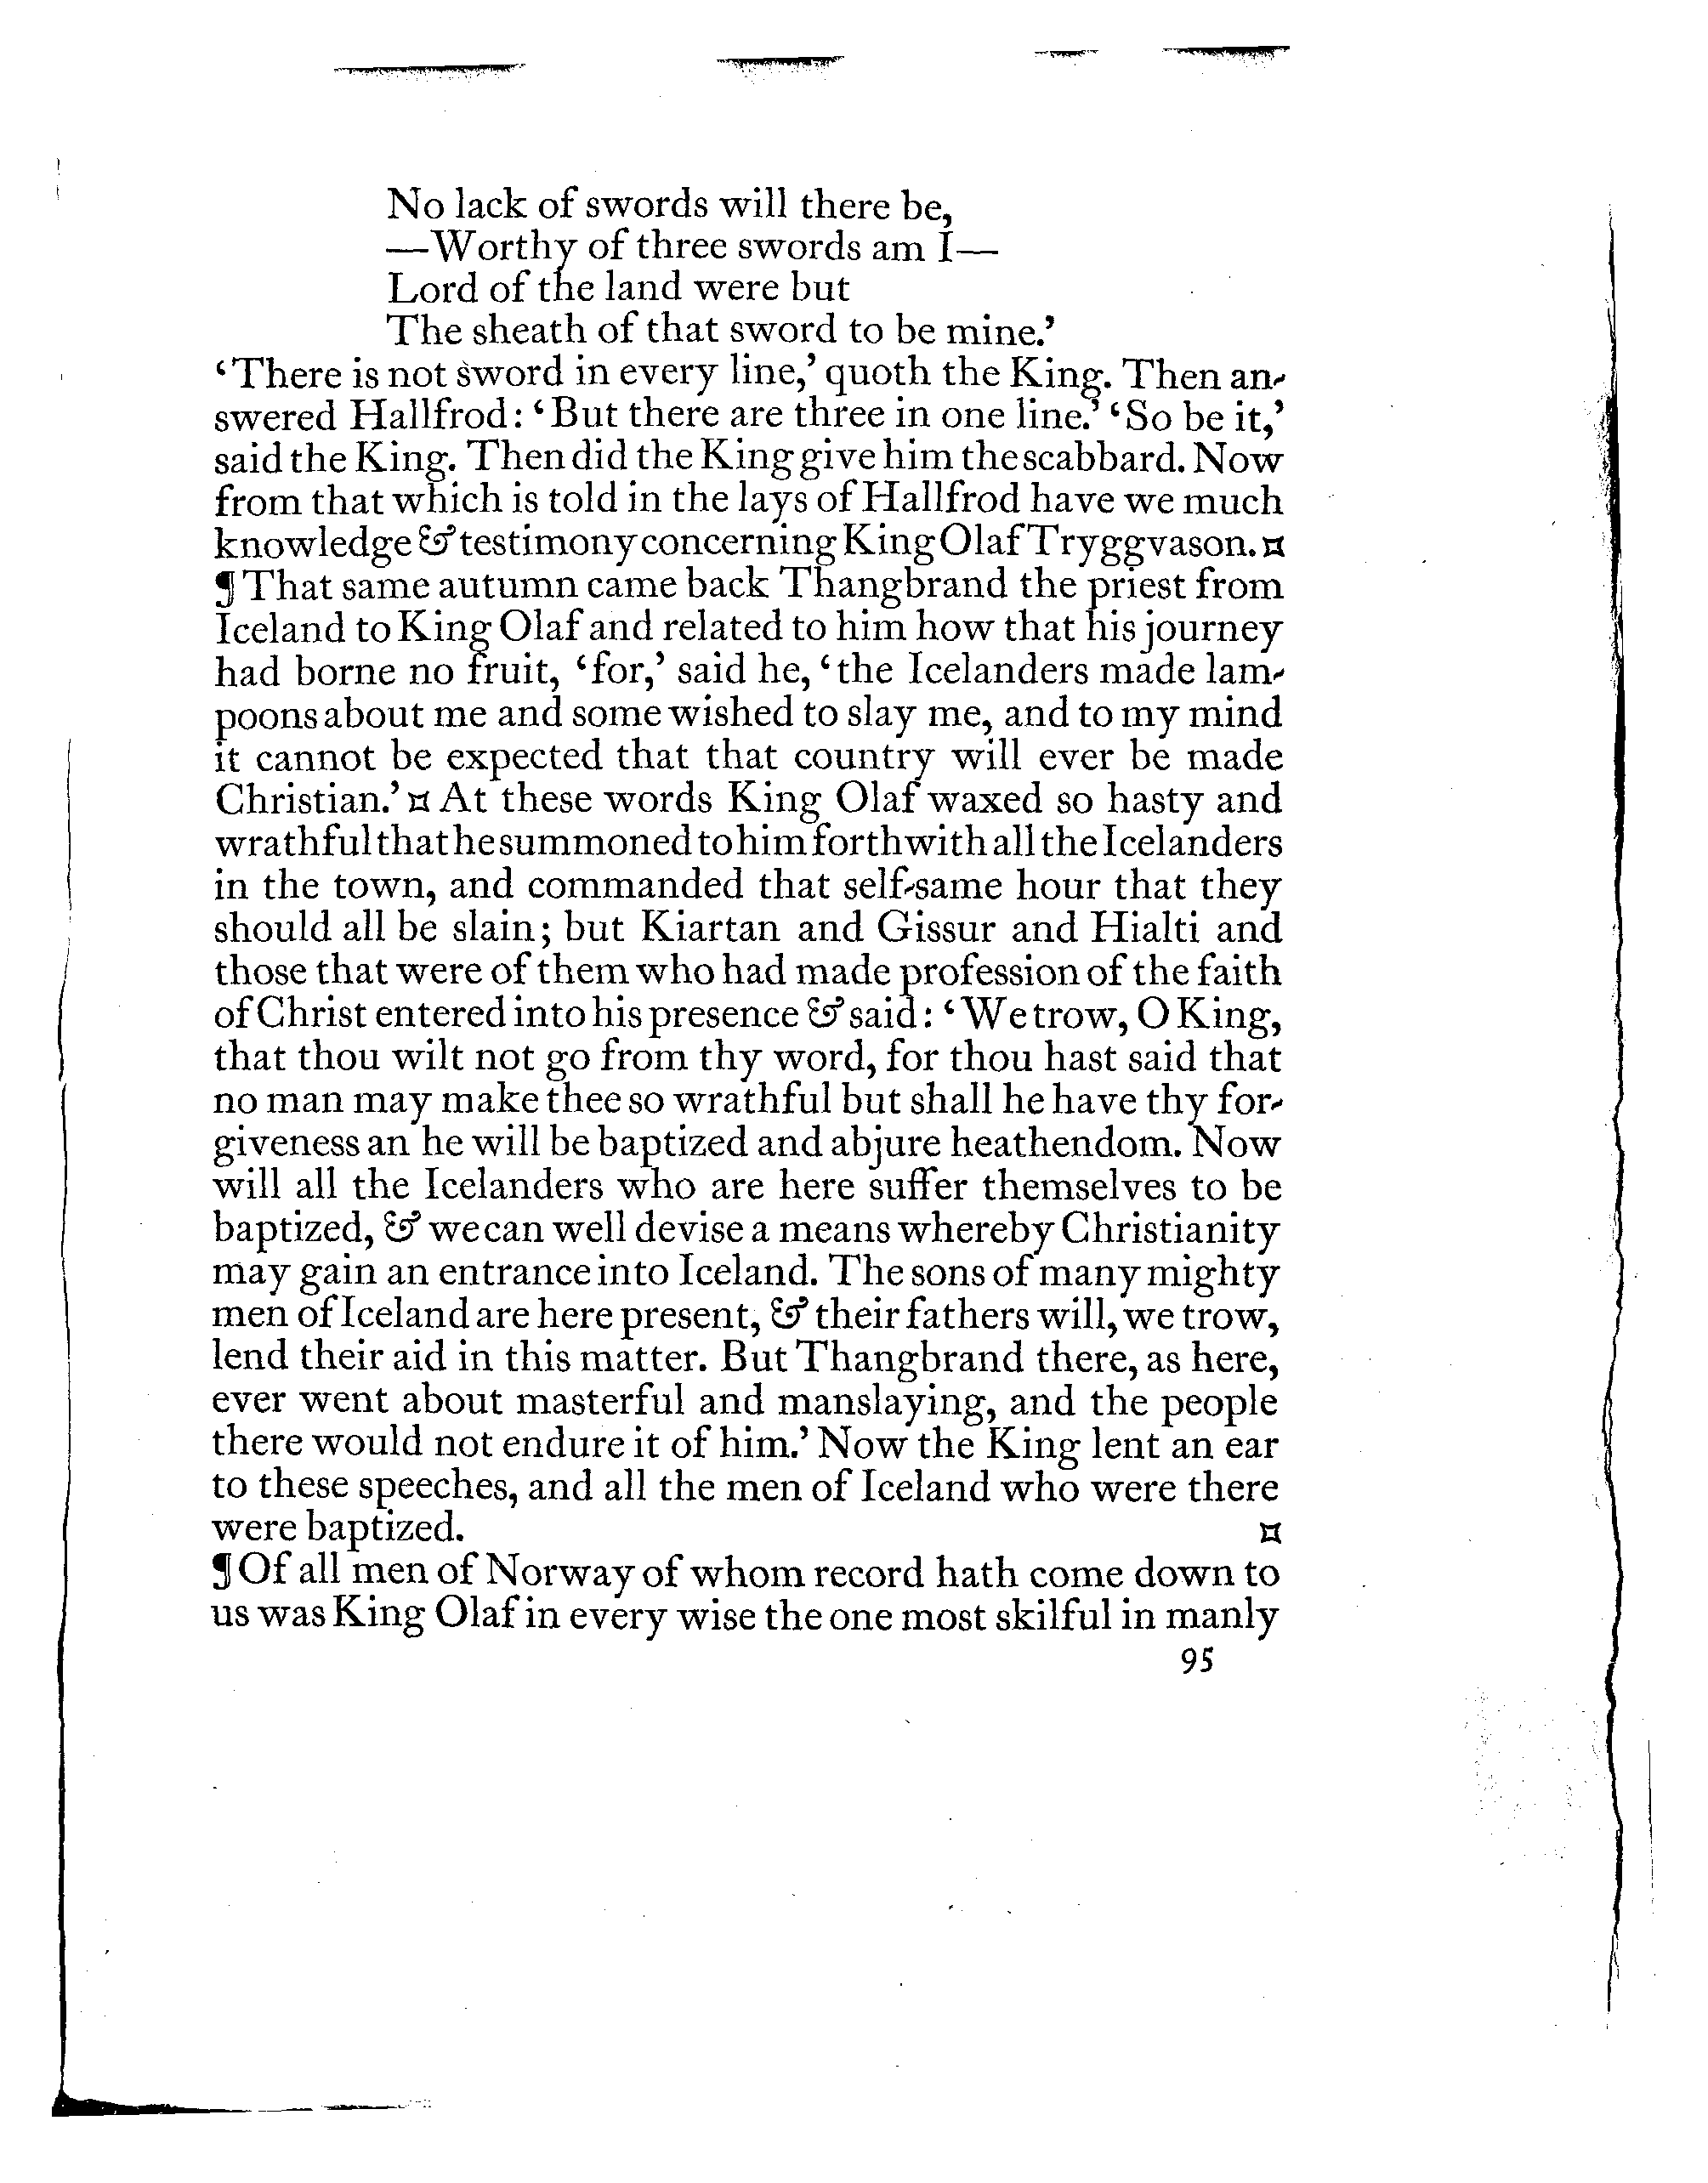 No lack of swords will there be,
—Worthy of three swords am I—
Lord of the land were but
The sheath of that sword to be mine.’
‘There is not sword in every line,’ quoth the King. Then an-
swered Hallfrod: ‘But there are three in one line.’ ‘So be it,’
said the King. Then did the King give him the scabbard. Now
from that which is told in the lays of Hallfrod have we much
knowledge & testimony concerning King Olaf Tryggvason. ¤
¶ That same autumn came back Thangbrand the priest from
Iceland to King Olaf and related to him how that his journey
had borne no fruit, ‘for,’ said he, ‘the Icelanders made lam-
poons about me and some wished to slay me, and to my mind
it cannot be expected that that country will ever be made
Christian.’ ¤ At these words King Olaf waxed so hasty and
wrathful that he summoned to him forthwith all the Icelanders
in the town, and commanded that self-same hour that they
should all be slain; but Kiartan and Gissur and Hialti and
those that were of them who had made profession of the faith
of Christ entered into his presence & said: ‘We trow, O King,
that thou wilt not go from thy word, for thou hast said that
no man may make thee so wrathful but shall he have thy for-
giveness an he will be baptized and abjure heathendom. Now
will all the Icelanders who are here suffer themselves to be
baptized, & we can well devise a means whereby Christianity
may gain an entrance into Iceland. The sons of many mighty
men of Iceland are here present, & their fathers will, we trow,
lend their aid in this matter. But Thangbrand there, as here,
ever went about masterful and manslaying, and the people
there would not endure it of him.’ Now the King lent an ear
to these speeches, and all the men of Iceland who were there
were baptized. ¤
¶ Of all men of Norway of whom record hath come down to
us was King Olaf in every wise the one most skilful in manly
95